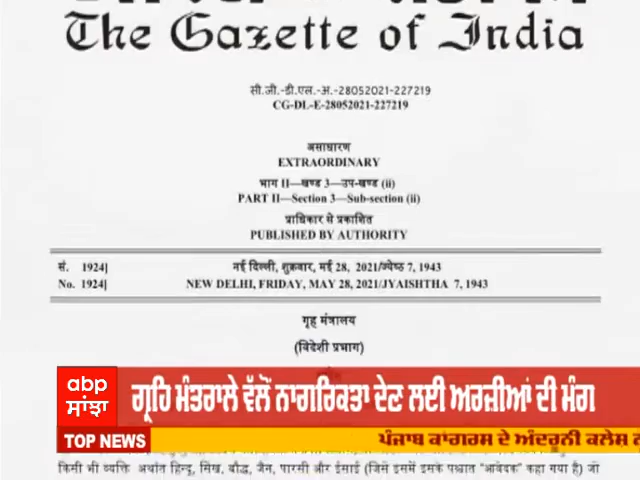 The Gazette of India
सी.जी.-डी.एल.-अ.-28052021-227219
CG-DL-E-28052021-227219
असाधारण
EXTRAORDINARY
भाग II—खण्ड 3—उप-खण्ड (ii)
PART II—Section 3—Sub-section (ii)
प्राधिकार से प्रकाशित
PUBLISHED BY AUTHORITY
सं. 1924]
नई दिल्ली, शुक्रवार, मई 28, 2021/ज्येष्ठ 7, 1943
No. 1924]
NEW DELHI, FRIDAY, MAY 28, 2021/JYAISHTHA 7, 1943
गृह मंत्रालय
(विदेशी प्रभाग)
abp
ਸਾਂਝਾ
ਗ੍ਰਹਿ ਮੰਤਰਾਲੇ ਵੱਲੋਂ ਨਾਗਰਿਕਤਾ ਦੇਣ ਲਈ ਅਰਜ਼ੀਆਂ ਦੀ ਮੰਗ
TOP NEWS
ਪੰਜਾਬ ਕਾਂਗਰਸ ਦੇ ਅੰਦਰੂਨੀ ਕਲੇਸ
किसी भी व्यक्ति अर्थात हिन्दू, सिख, बौद्ध, जैन, पारसी और ईसाई (जिसे इसमें इसके पश्चात "आवेदक" कहा गया है) जो